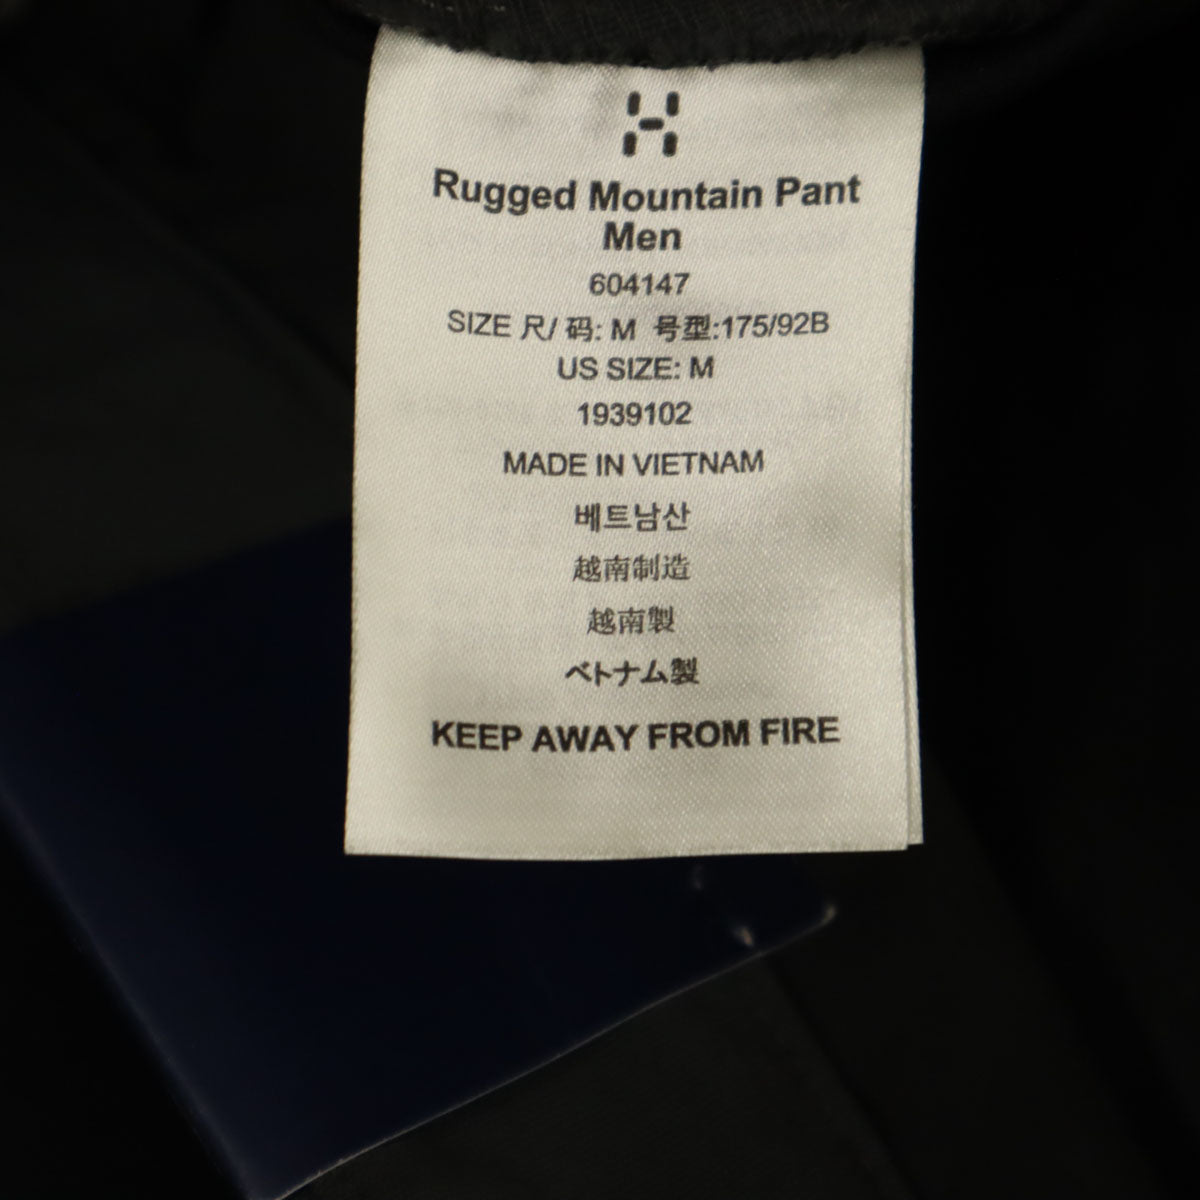 Rugged Mountain Pant
Men
604147
SIZE 尺/ 码: M 号型:175/92B
US SIZE: M
1939102
MADE IN VIETNAM
베트남산
越南制造
越南製
ベトナム製
KEEP AWAY FROM FIRE